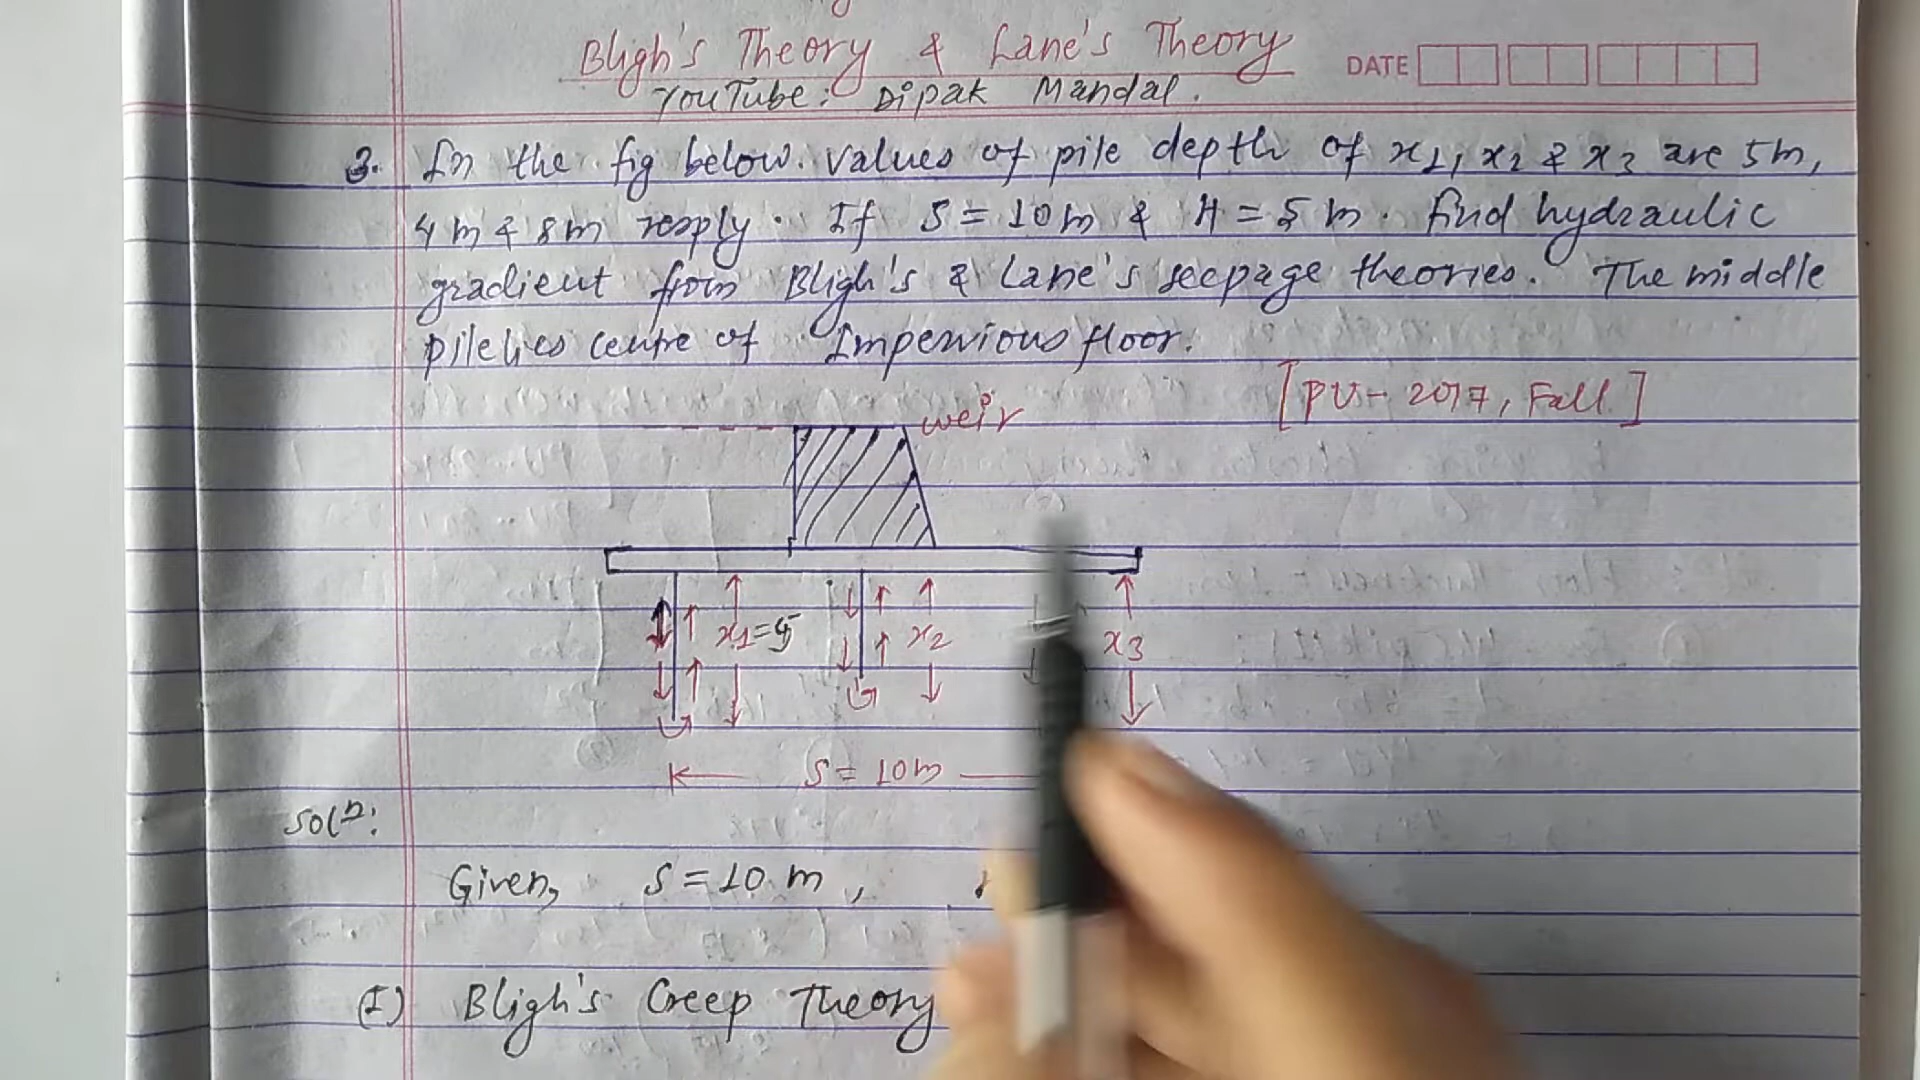 Bligh's Theory & Lane's Theory
DATE
YouTube: Dipak Mandal.
3. In the fig below. values of pile depth of x1, x2 & x3 are 5m,
4m & 8m resply. If S = 10m & H = 5m. find hydraulic
gradient from Bligh's & Lane's seepage theories. The middle
pile lies centre of Impervious floor.
[PU- 2017, Fall]
weir
x1=5 x2 x3
S = 10m
Soln:
Given, S = 10 m,
(I) Bligh's Creep Theory